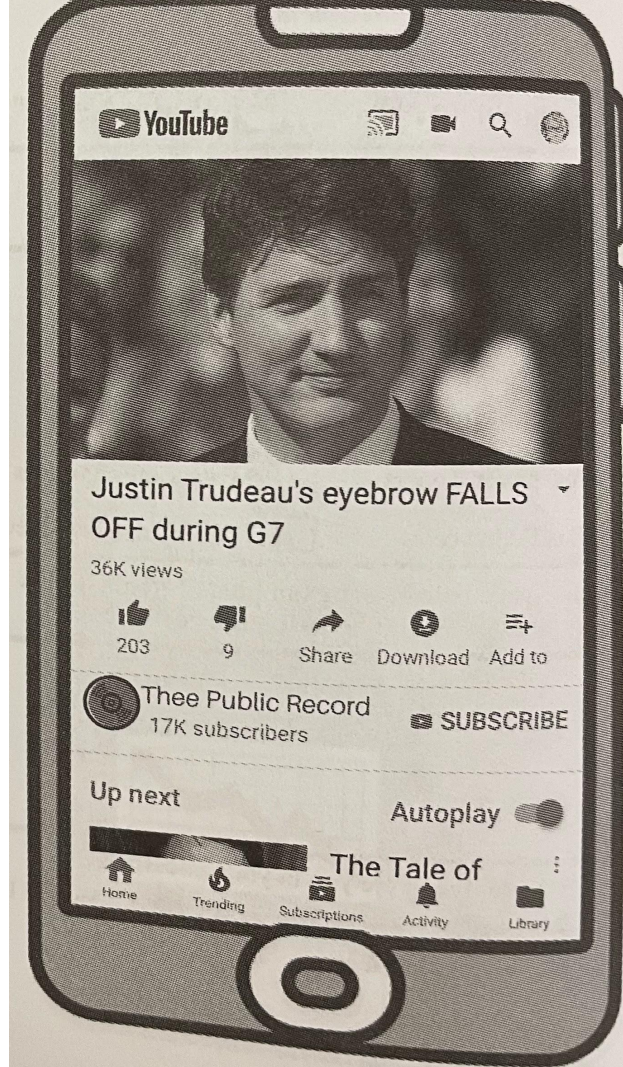 YouTube
Justin Trudeau's eyebrow FALLS
OFF during G7
36K views
203
9
Share
Download
Add to
Thee Public Record
17K subscribers
SUBSCRIBE
Up next
Autoplay
The Tale of
Home
Trending
Subscriptions
Activity
Library